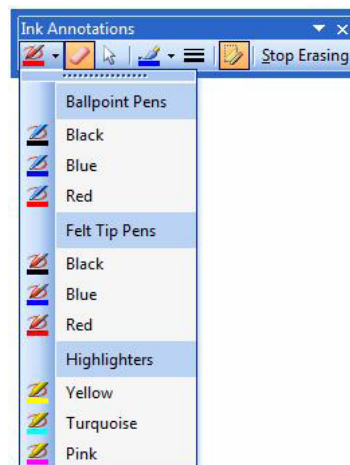 Ink Annotations
Stop Erasing
Ballpoint Pens
Black
Blue
Red
Felt Tip Pens
Black
Blue
Red
Highlighters
Yellow
Turquoise
Pink